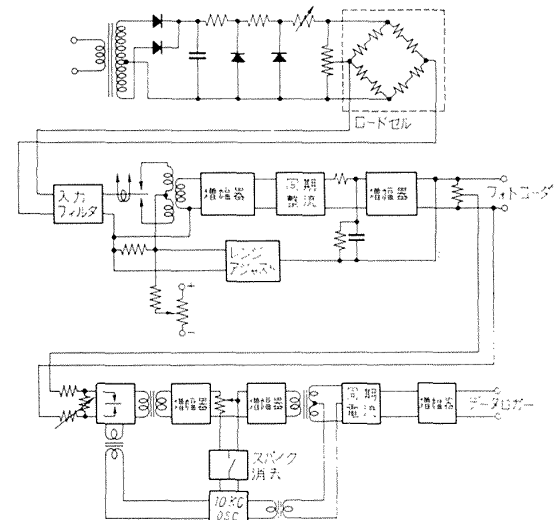 ロードセル
入力
フィルタ
増幅器
同期
整流
増幅器
フォトコーダ
レンジ
アジャスト
+
−
増幅器
増幅器
同期
整流
増幅器
データロガー
スパイク
消去
10KC
OSC